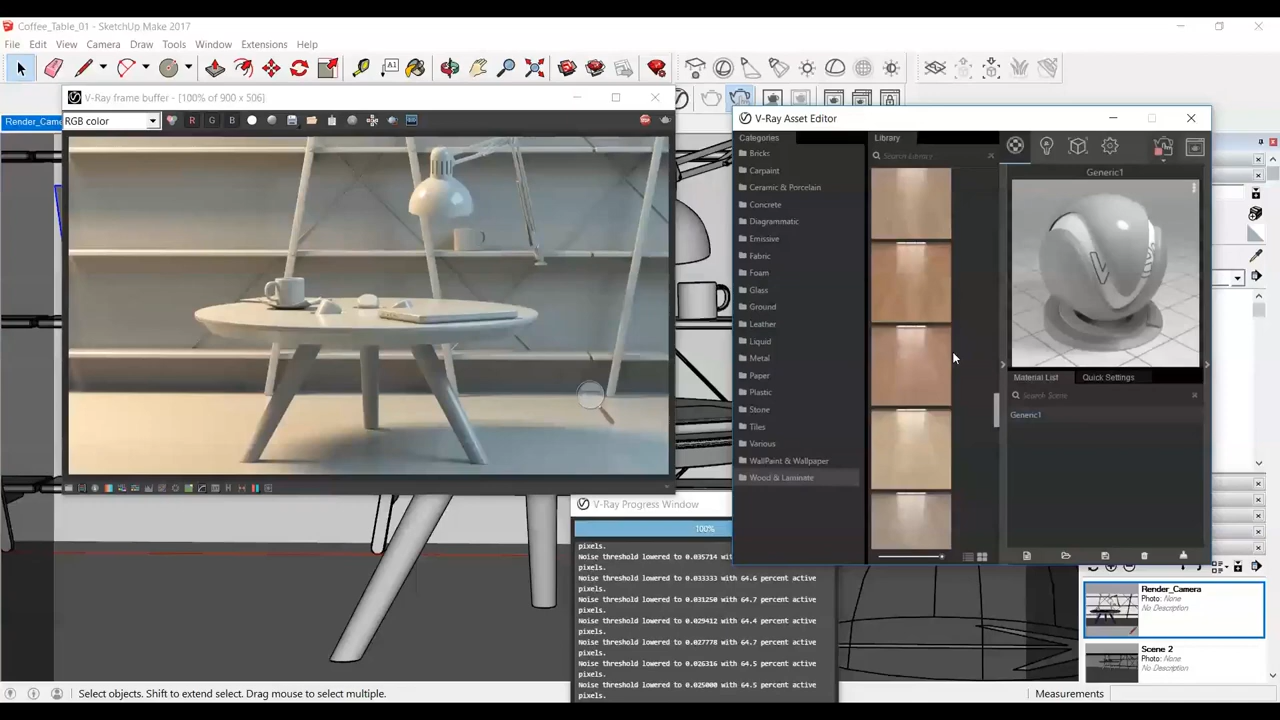 Coffee_Table_01 - SketchUp Make 2017
File Edit View Camera Draw Tools Window Extensions Help
V-Ray frame buffer - [100% of 900 x 506]
Render_Came
RGB color
R G B
V-Ray Asset Editor
Categories
Bricks
Carpaint
Ceramic & Porcelain
Concrete
Diagrammatic
Emissive
Fabric
Foam
Glass
Ground
Leather
Liquid
Metal
Paper
Plastic
Stone
Tiles
Various
WallPaint & Wallpaper
Wood & Laminate
Library
Search Library
Generic1
Material List Quick Settings
Search Scene
Generic1
V-Ray Progress Window
100%
pixels.
Noise threshold lowered to 0.035714 with
pixels.
Noise threshold lowered to 0.033333 with 64.6 percent active
pixels.
Noise threshold lowered to 0.031250 with 64.7 percent active
pixels.
Noise threshold lowered to 0.029412 with 64.4 percent active
pixels.
Noise threshold lowered to 0.027778 with 64.7 percent active
pixels.
Noise threshold lowered to 0.026316 with 64.5 percent active
pixels.
Noise threshold lowered to 0.025000 with 64.5 percent active
pixels.
Render_Camera
Photo: None
No Description
Scene 2
Photo: None
No Description
Select objects. Shift to extend select. Drag mouse to select multiple.
Measurements